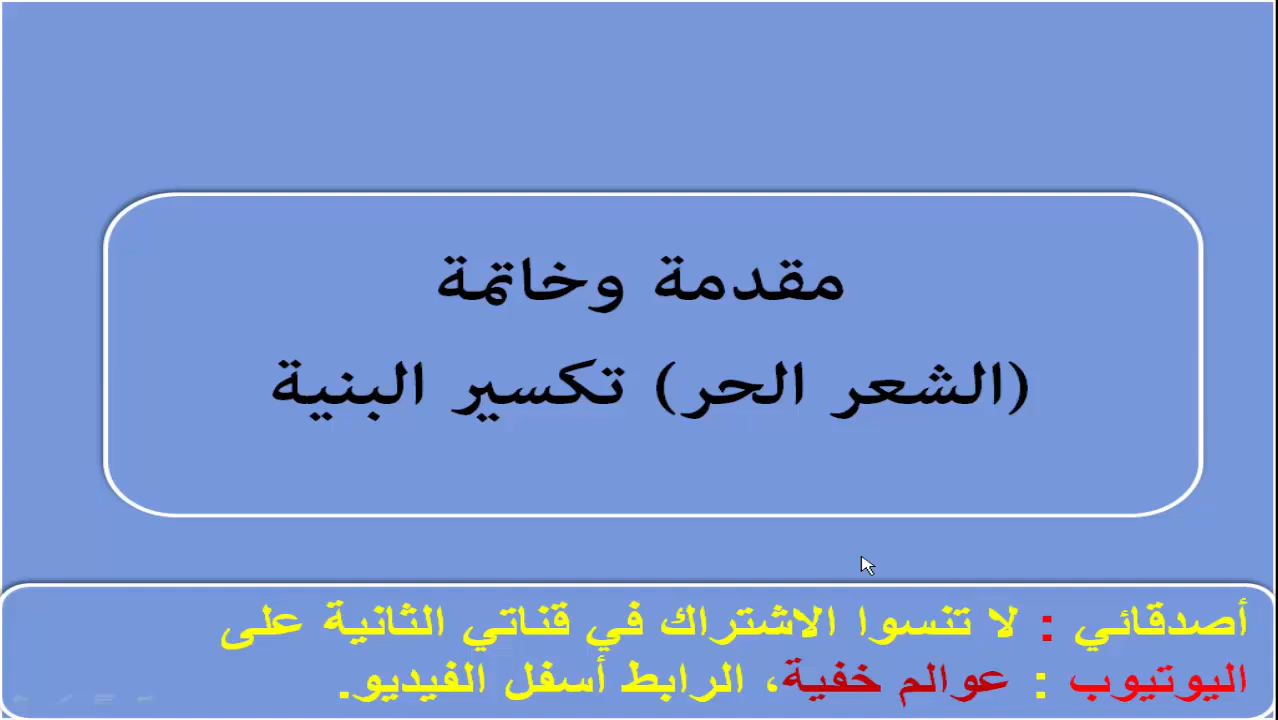 مقدمة وخاتمة
(الشعر الحر) تكسير البنية
أصدقائي : لا تنسوا الاشتراك في قناتي الثانية على
اليوتيوب : عوالم خفية، الرابط أسفل الفيديو.